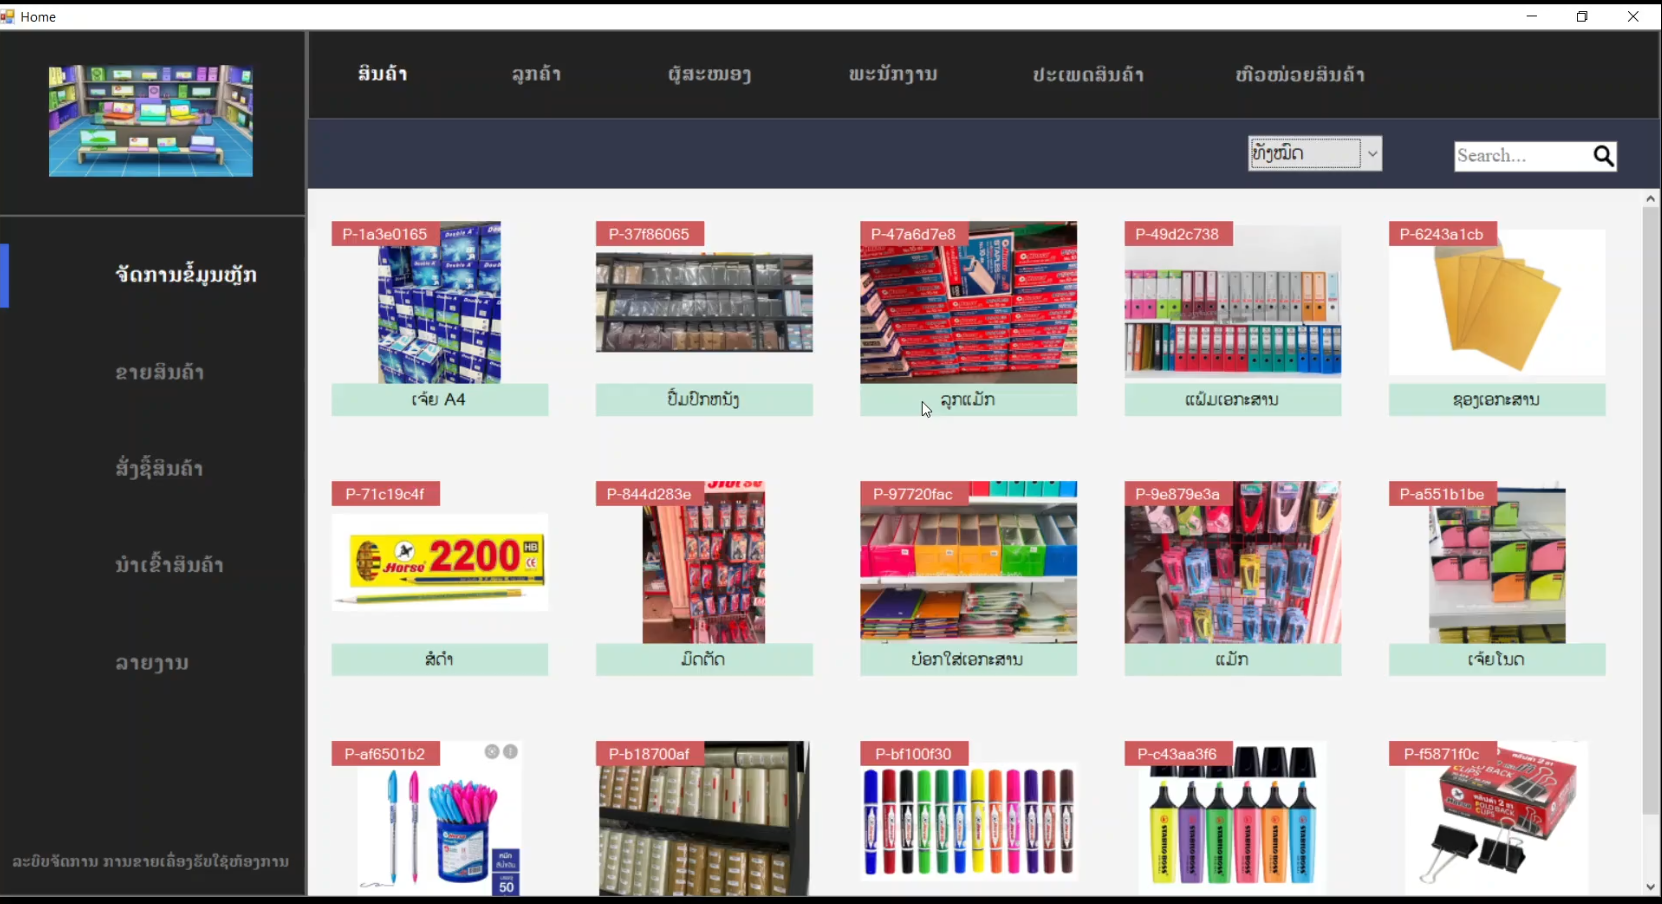 Home
ສິນຄ້າ
ລູກຄ້າ
ຜູ້ສະໜອງ
ພະນັກງານ
ປະເພດສິນຄ້າ
ຫົວໜ່ວຍສິນຄ້າ
ທັງໝົດ
Search...
ຈັດການຂໍ້ມູນຫຼັກ
ຂາຍສິນຄ້າ
ສັ່ງຊື້ສິນຄ້າ
ນຳເຂົ້າສິນຄ້າ
ລາຍງານ
ລະບົບຈັດການ ການຂາຍເຄື່ອງຮັບໃຊ້ຫ້ອງການ
P-1a3e0165
Double A
ເຈ້ຍ A4
P-37f86065
ປຶ້ມປົກຫນັງ
P-47a6d7e8
STAPLES
ລູກແມັກ
P-49d2c738
ແຟ້ມເອກະສານ
P-6243a1cb
ຊອງເອກະສານ
P-71c19c4f
Horse 2200 HB
ສໍດຳ
P-844d283e
Horse
ມີດຕັດ
P-97720fac
ບ໋ອກໃສ່ເອກະສານ
P-9e879e3a
ແມັກ
P-a551b1be
ເຈ້ຍໂນດ
P-af6501b2
50
P-b18700af
P-bf100f30
P-c43aa3f6
P-f5871f0c
FOLD BACK
CLIPS
Horse